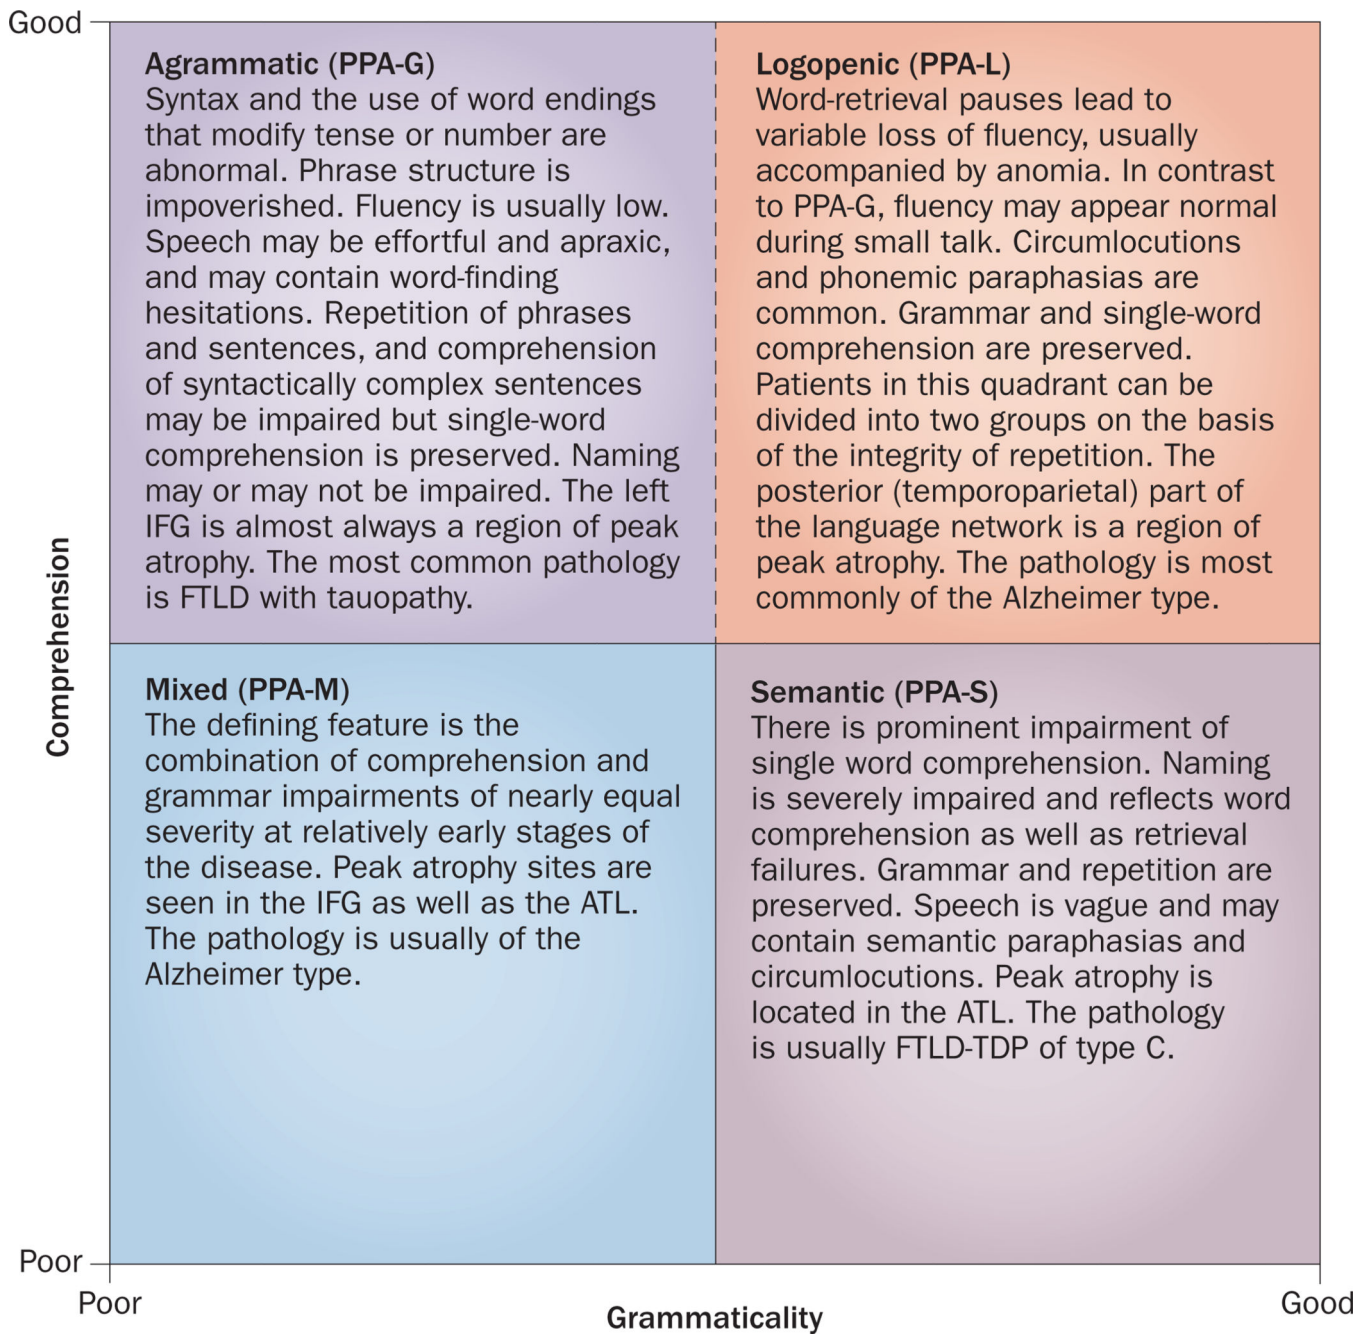 Good
Agrammatic (PPA-G)
Syntax and the use of word endings
that modify tense or number are
abnormal. Phrase structure is
impoverished. Fluency is usually low.
Speech may be effortful and apraxic,
and may contain word-finding
hesitations. Repetition of phrases
and sentences, and comprehension
of syntactically complex sentences
may be impaired but single-word
comprehension is preserved. Naming
may or may not be impaired. The left
IFG is almost always a region of peak
atrophy. The most common pathology
is FTLD with tauopathy.
Logopenic (PPA-L)
Word-retrieval pauses lead to
variable loss of fluency, usually
accompanied by anomia. In contrast
to PPA-G, fluency may appear normal
during small talk. Circumlocutions
and phonemic paraphasias are
common. Grammar and single-word
comprehension are preserved.
Patients in this quadrant can be
divided into two groups on the basis
of the integrity of repetition. The
posterior (temporoparietal) part of
the language network is a region of
peak atrophy. The pathology is most
commonly of the Alzheimer type.
Comprehension
Mixed (PPA-M)
The defining feature is the
combination of comprehension and
grammar impairments of nearly equal
severity at relatively early stages of
the disease. Peak atrophy sites are
seen in the IFG as well as the ATL.
The pathology is usually of the
Alzheimer type.
Semantic (PPA-S)
There is prominent impairment of
single word comprehension. Naming
is severely impaired and reflects word
comprehension as well as retrieval
failures. Grammar and repetition are
preserved. Speech is vague and may
contain semantic paraphasias and
circumlocutions. Peak atrophy is
located in the ATL. The pathology
is usually FTLD-TDP of type C.
Poor
Poor
Grammaticality
Good